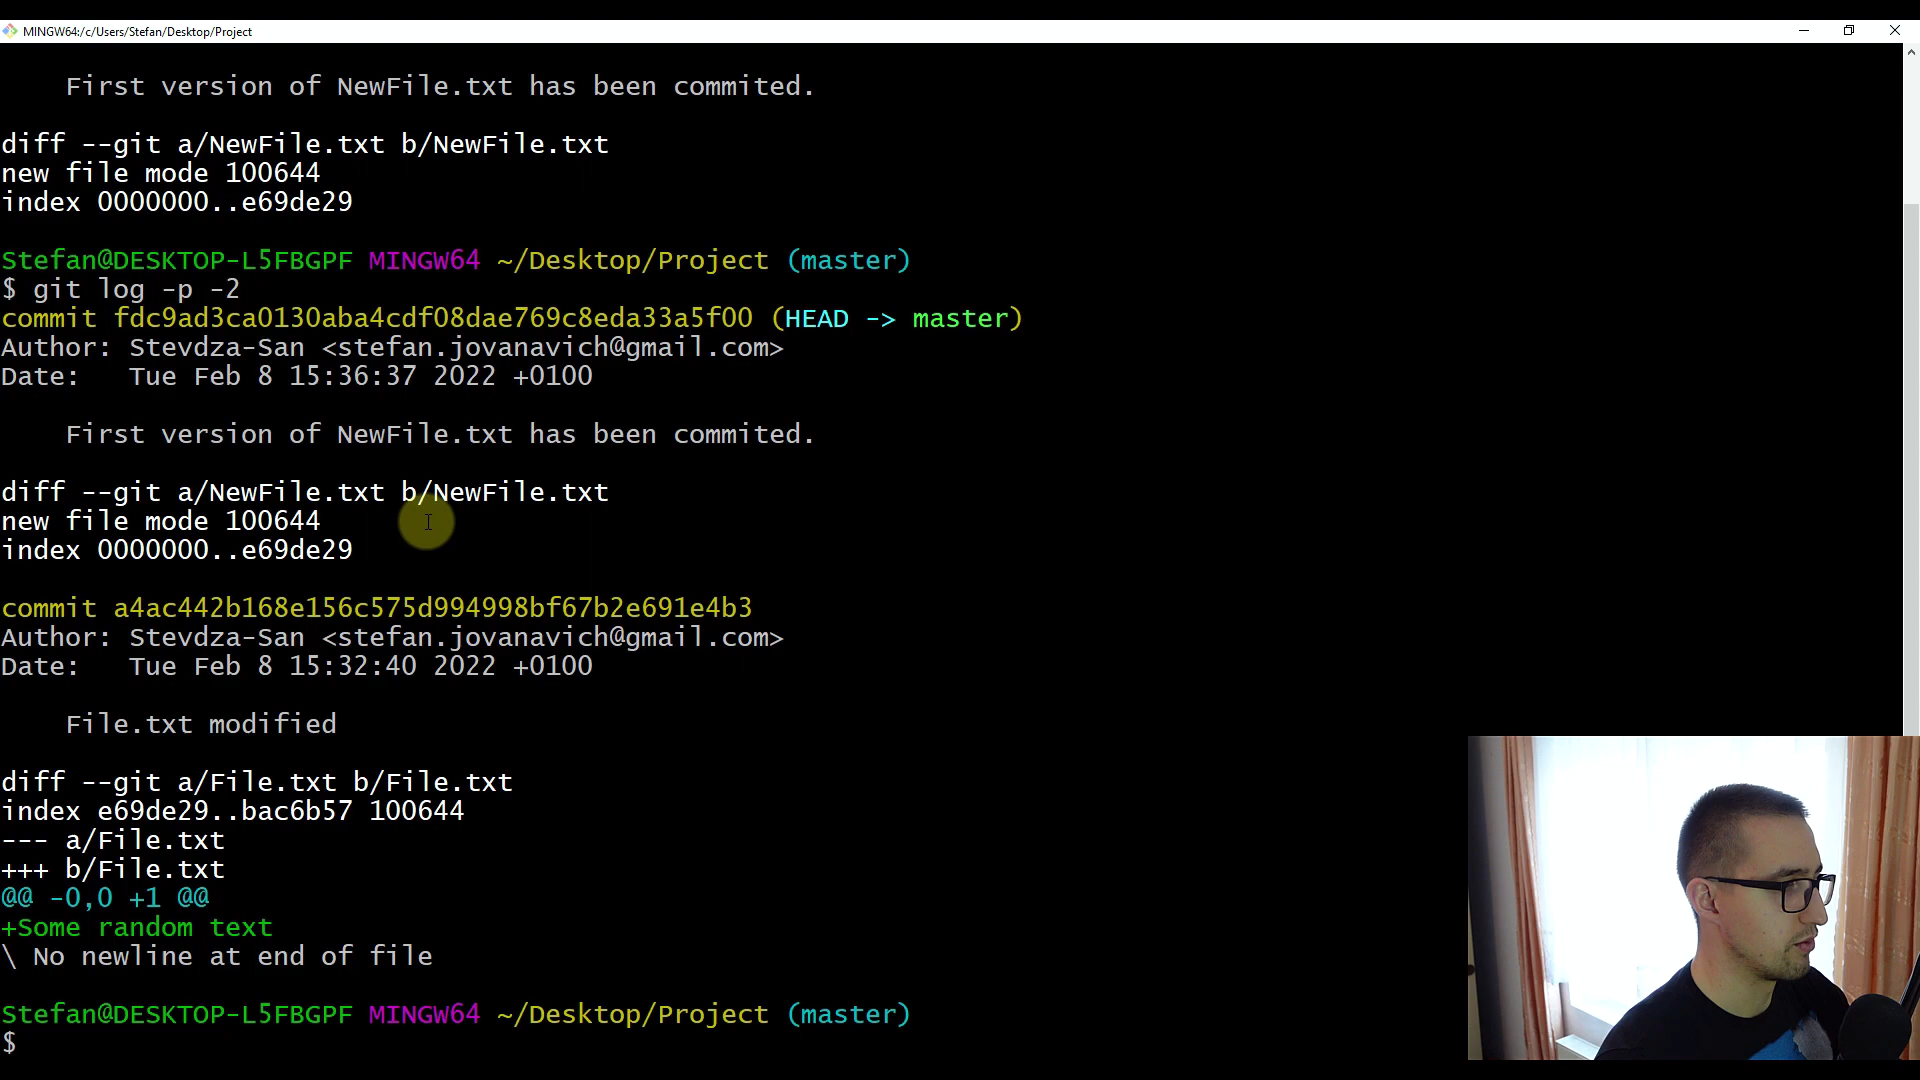 MINGW64:/c/Users/Stefan/Desktop/Project
First version of NewFile.txt has been commited.
diff --git a/NewFile.txt b/NewFile.txt
new file mode 100644
index 0000000..e69de29
Stefan@DESKTOP-L5FBGPF MINGW64 ~/Desktop/Project (master)
$ git log -p -2
commit fdc9ad3ca0130aba4cdf08dae769c8eda33a5f00 (HEAD -> master)
Author: Stevdza-San <stefan.jovanavich@gmail.com>
Date:   Tue Feb 8 15:36:37 2022 +0100
First version of NewFile.txt has been commited.
diff --git a/NewFile.txt b/NewFile.txt
new file mode 100644
index 0000000..e69de29
commit a4ac442b168e156c575d994998bf67b2e691e4b3
Author: Stevdza-San <stefan.jovanavich@gmail.com>
Date:   Tue Feb 8 15:32:40 2022 +0100
File.txt modified
diff --git a/File.txt b/File.txt
index e69de29..bac6b57 100644
--- a/File.txt
+++ b/File.txt
@@ -0,0 +1 @@
+Some random text
\ No newline at end of file
Stefan@DESKTOP-L5FBGPF MINGW64 ~/Desktop/Project (master)
$